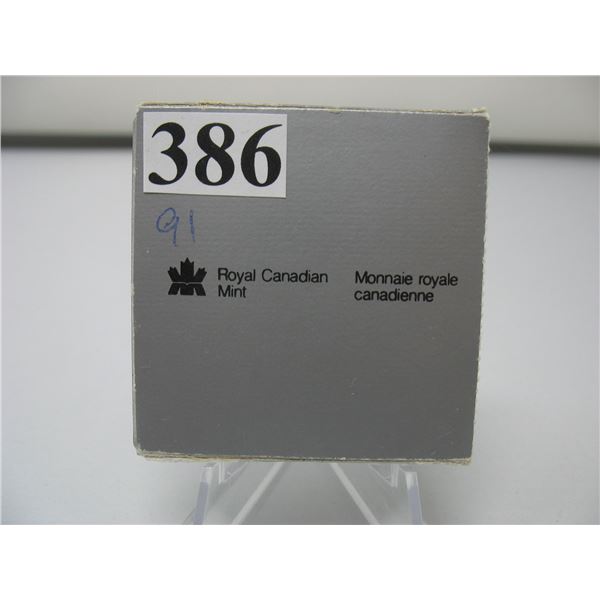 386
91
Royal Canadian
Mint
Monnaie royale
canadienne